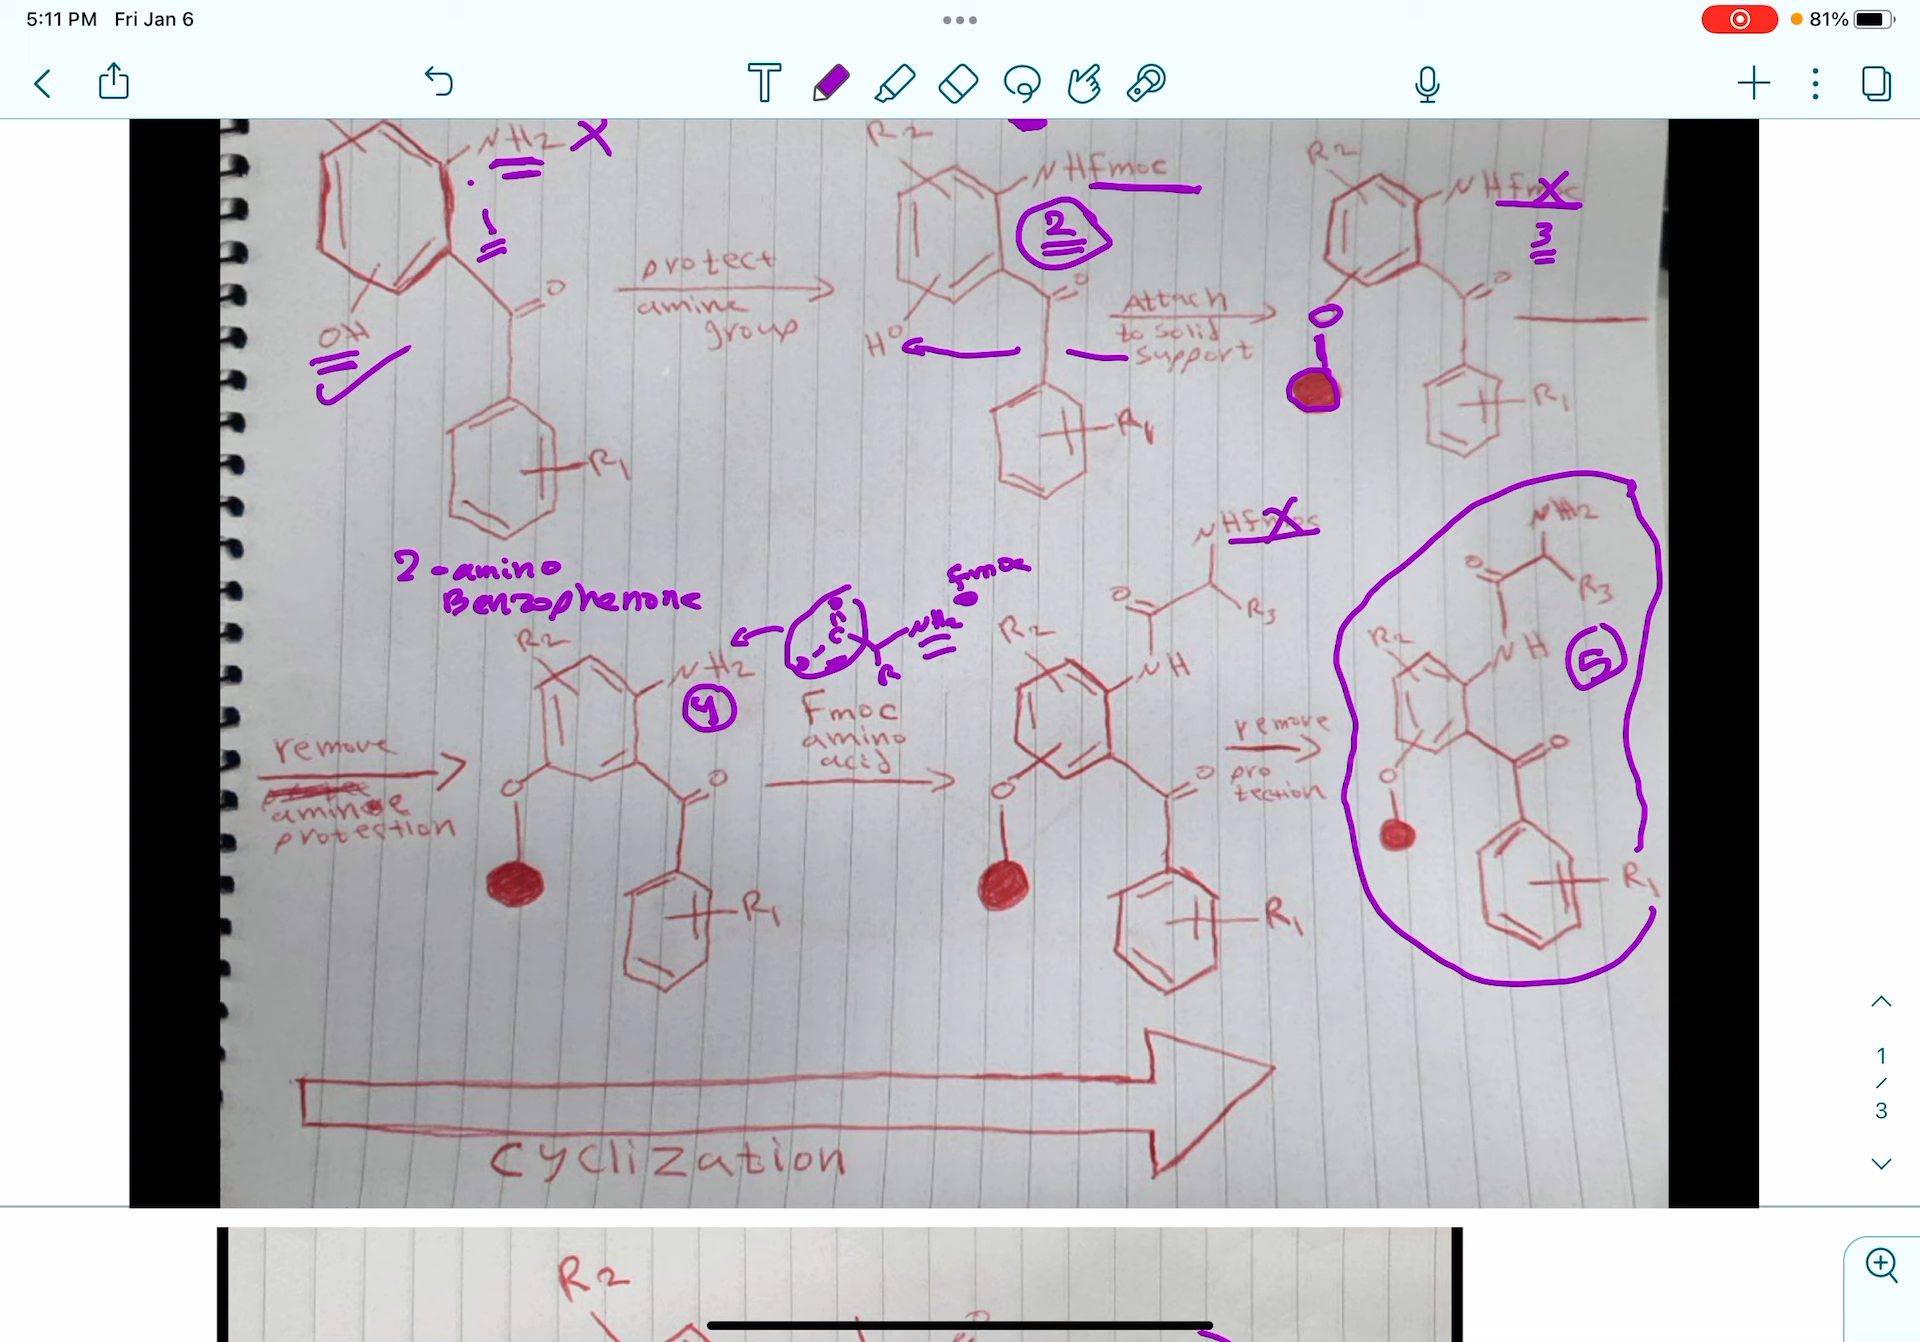 5:11 PM Fri Jan 6
81%
T
NH2 X
1
OH
R1
protect
amine
group
R2
NHFmoc
2
O
HO
R1
Attach
to solid
support
R2
NHFmoc X
3
O
O
R1
2-amino
Benzophenone
remove
aminoe
protection
R2
NH2
4
O
O
R1
Fmoc
NH2
C
R
Fmoc
amino
acid
NHFmoc X
O
R3
R2
NH
O
O
R1
remove
pro
tection
NH2
O
R3
R2
NH
5
O
O
R1
cyclization
1
/
3
R2